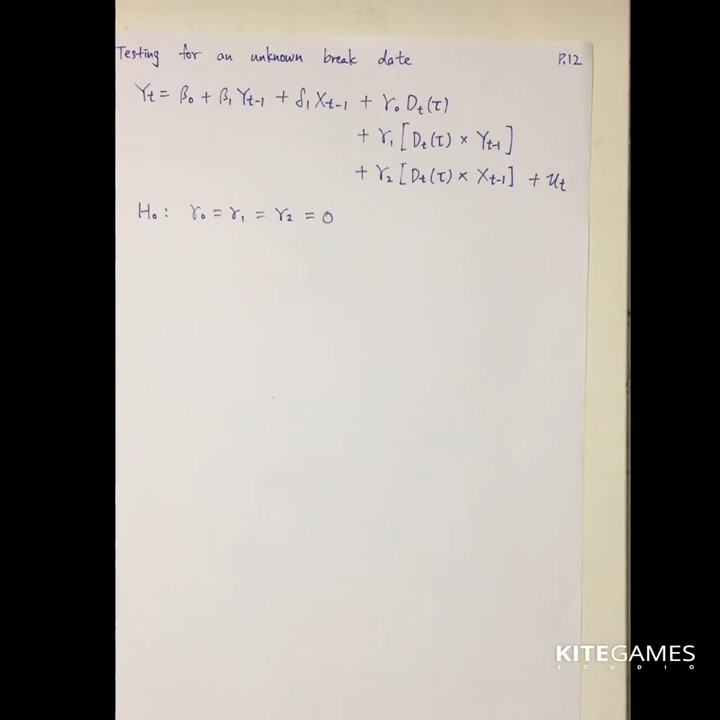 Testing for an unknown break date P.12
Yt = β0 + β1 Yt-1 + δ1 Xt-1 + γ0 Dt(τ)
+ γ1 [Dt(τ) × Yt-1]
+ γ2 [Dt(τ) × Xt-1] + ut
H0: γ0 = γ1 = γ2 = 0
KITEGAMES
STUDIO